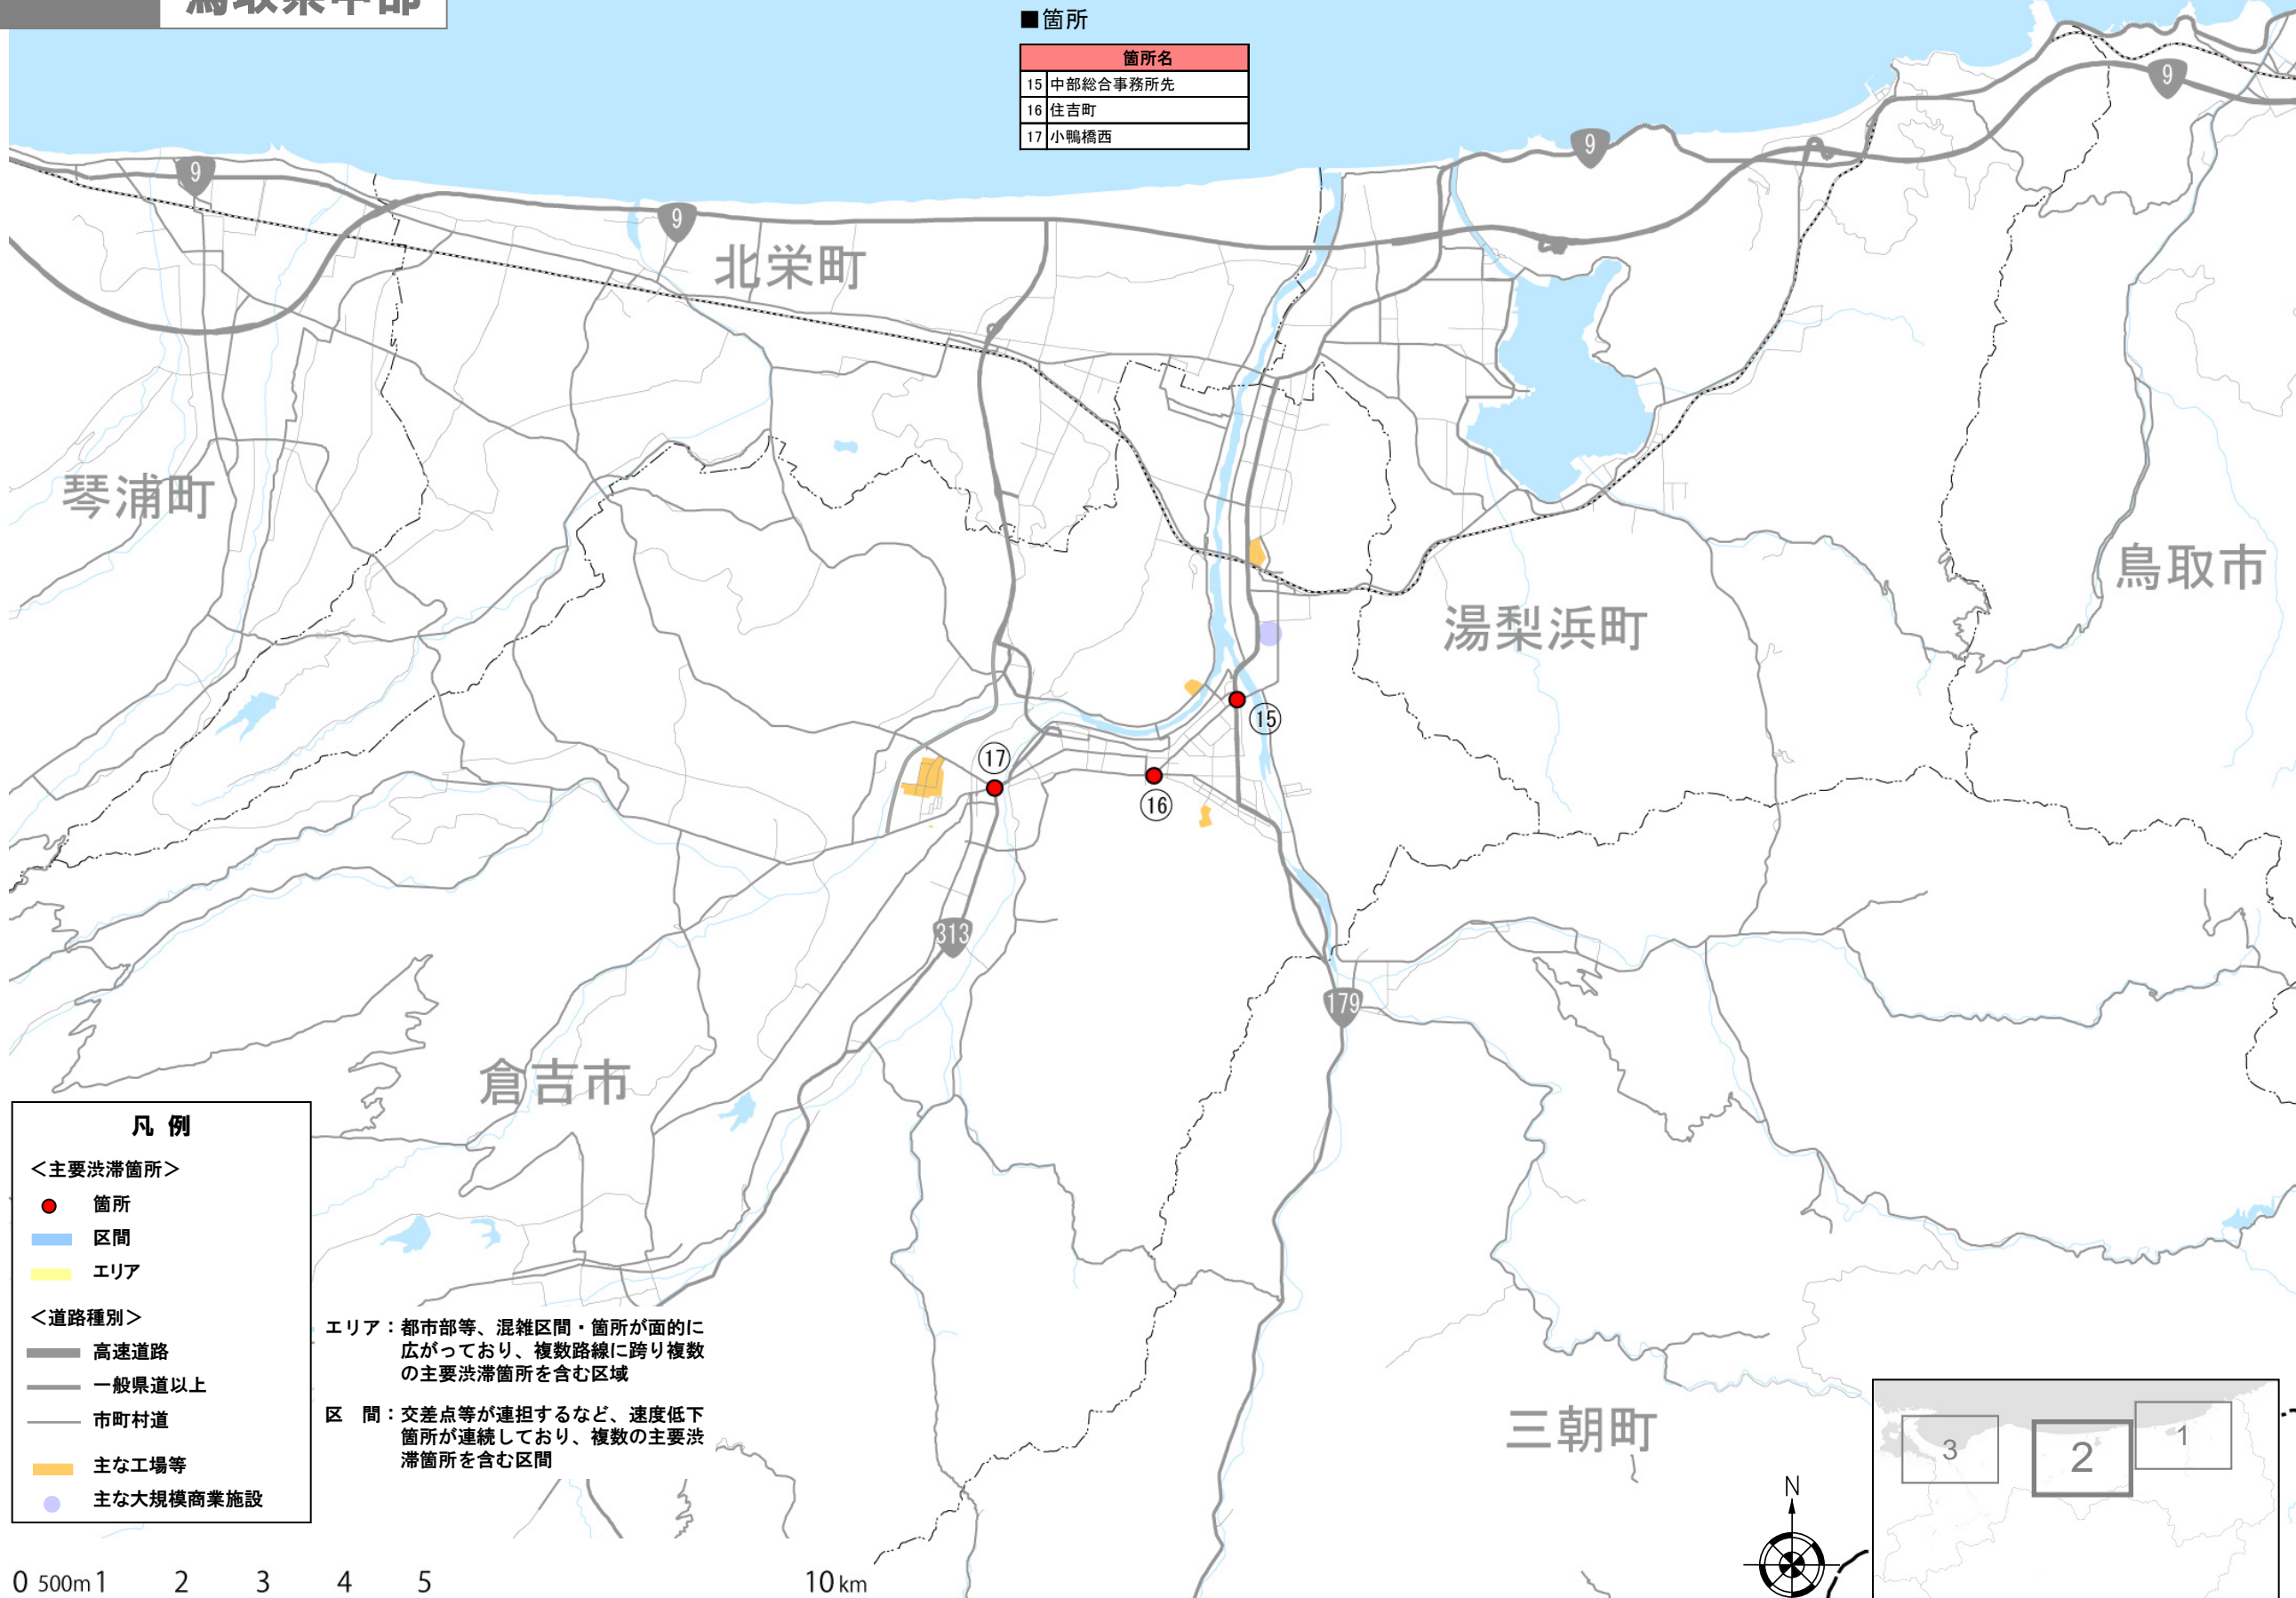 鳥取県中部
■箇所
箇所名
15 中部総合事務所先
16 住吉町
17 小鴨橋西
9
9
9
9
北栄町
琴浦町
鳥取市
湯梨浜町
15
17
16
313
179
倉吉市
三朝町
凡 例
＜主要渋滞箇所＞
箇所
区間
エリア
＜道路種別＞
高速道路
一般県道以上
市町村道
主な工場等
主な大規模商業施設
エリア：都市部等、混雑区間・箇所が面的に
広がっており、複数路線に跨り複数
の主要渋滞箇所を含む区域
区　間：交差点等が連担するなど、速度低下
箇所が連続しており、複数の主要渋
滞箇所を含む区間
N
3
2
1
0 500m 1 2 3 4 5 10 km